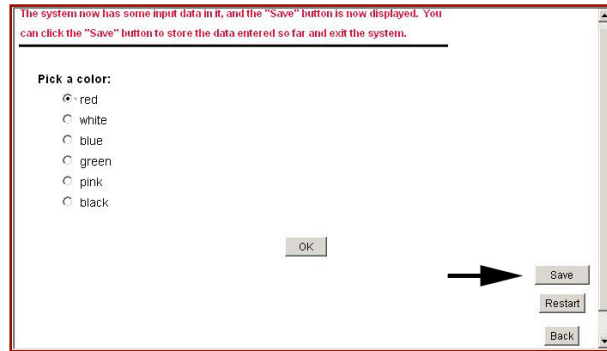 The system now has some input data in it, and the "Save" button is now displayed. You
can click the "Save" button to store the data entered so far and exit the system.
Pick a color:
red
white
blue
green
pink
black
OK
Save
Restart
Back